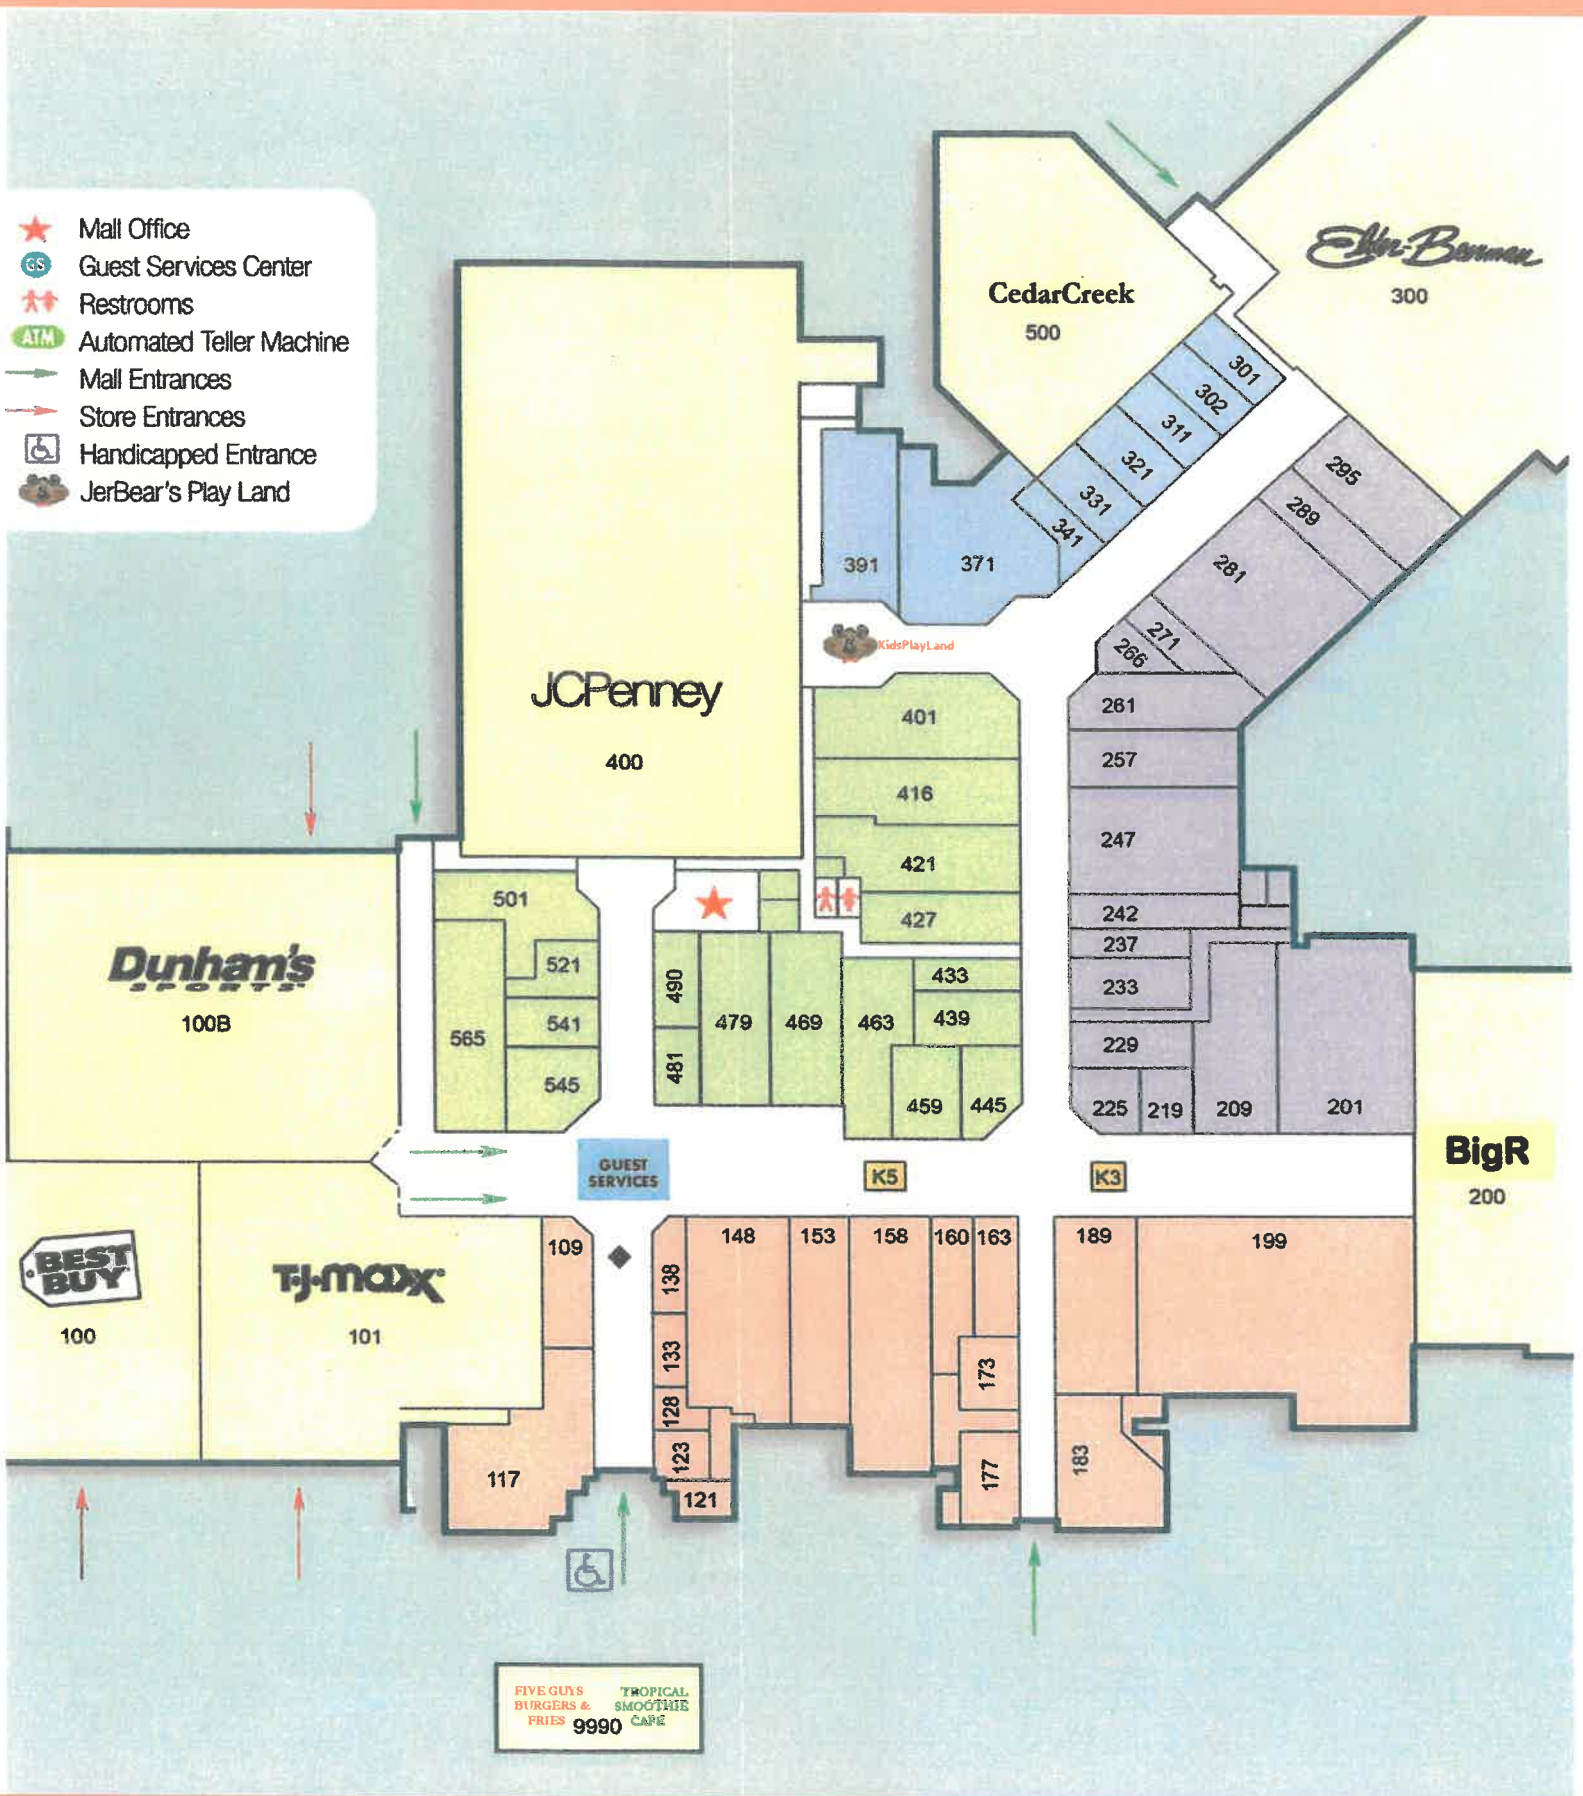 Mall Office
GS Guest Services Center
Restrooms
ATM Automated Teller Machine
Mall Entrances
Store Entrances
Handicapped Entrance
JerBear's Play Land
CedarCreek
500
Elder-Beerman
300
301
302
311
321
331
341
371
391
295
289
281
271
266
KidsPlayLand
JCPenney
400
401
416
421
427
261
257
247
242
237
233
229
225
219
209
201
501
521
541
565
545
490
481
479
469
463
433
439
459
445
Dunham's
SPORTS
100B
GUEST
SERVICES
K5
K3
BigR
200
BEST
BUY
100
T.J.maxx
101
109
117
138
133
128
123
121
148
153
158
160
163
173
177
189
199
183
FIVE GUYS
BURGERS &
FRIES
TROPICAL
SMOOTHIE
CAFE
9990